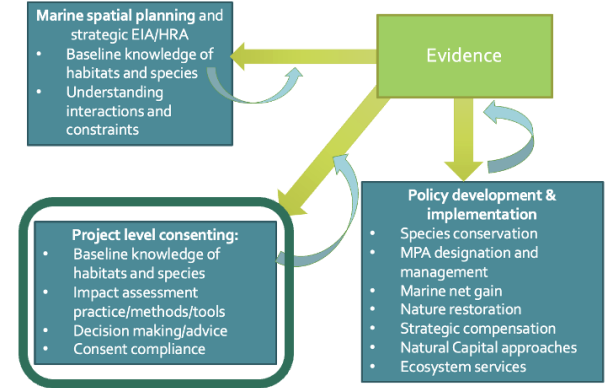 Marine spatial planning and
strategic EIA/HRA
• Baseline knowledge of
habitats and species
• Understanding
interactions and
constraints
Evidence
Project level consenting:
• Baseline knowledge of
habitats and species
• Impact assessment
practice/methods/tools
• Decision making/advice
• Consent compliance
Policy development &
implementation
• Species conservation
• MPA designation and
management
• Marine net gain
• Nature restoration
• Strategic compensation
• Natural Capital approaches
• Ecosystem services